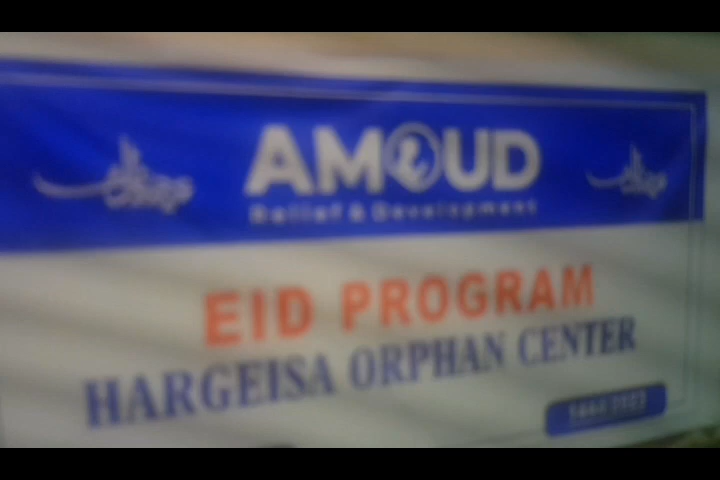 AMOUD
Relief & Development
EID PROGRAM
HARGEISA ORPHAN CENTER